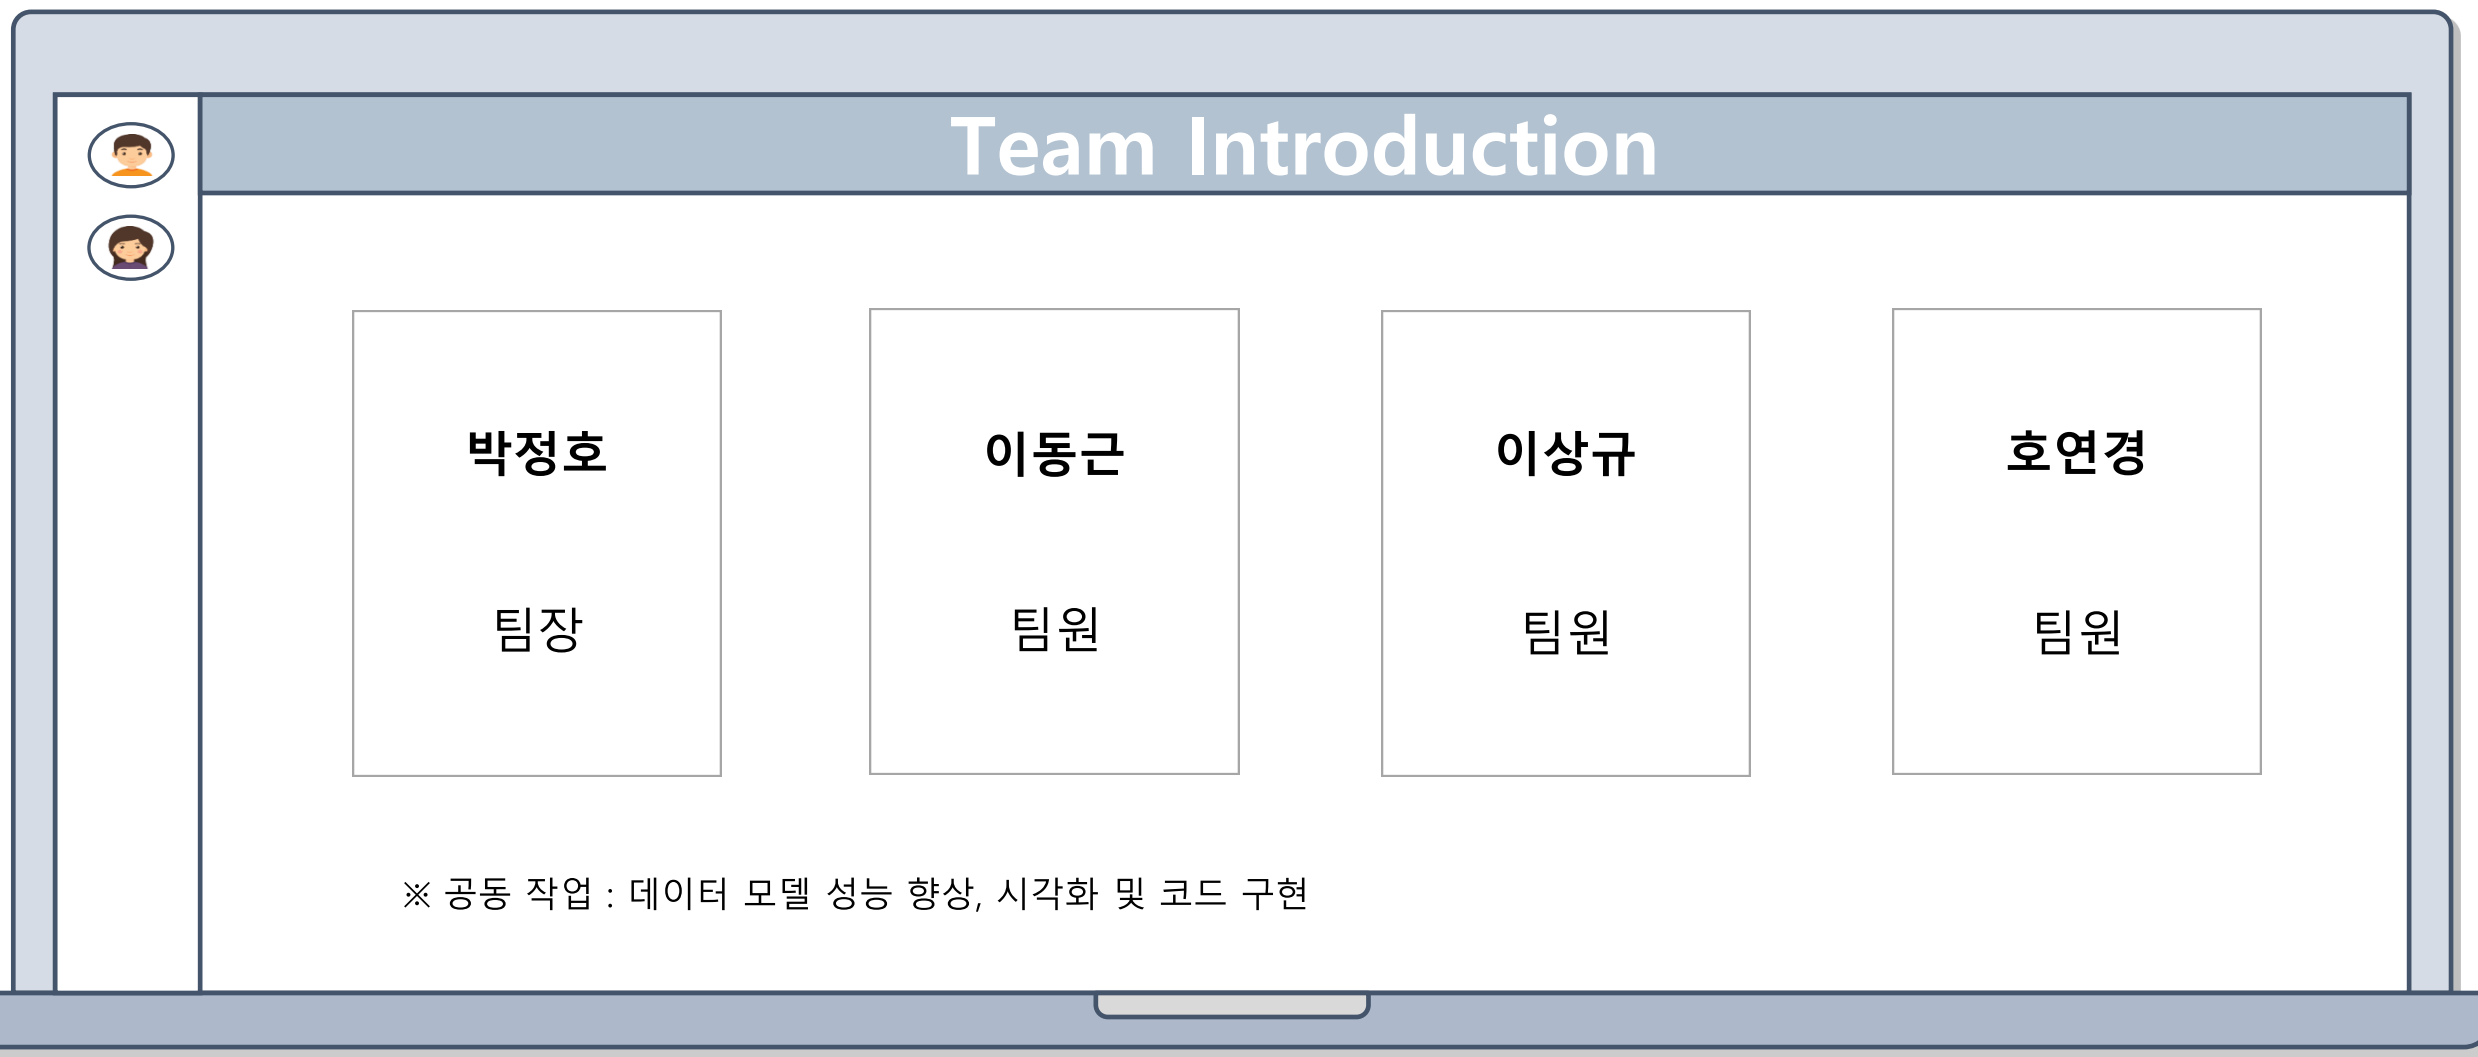 Team Introduction
박정호
이동근
이상규
호연경
팀장
팀원
팀원
팀원
※ 공동 작업 : 데이터 모델 성능 향상, 시각화 및 코드 구현